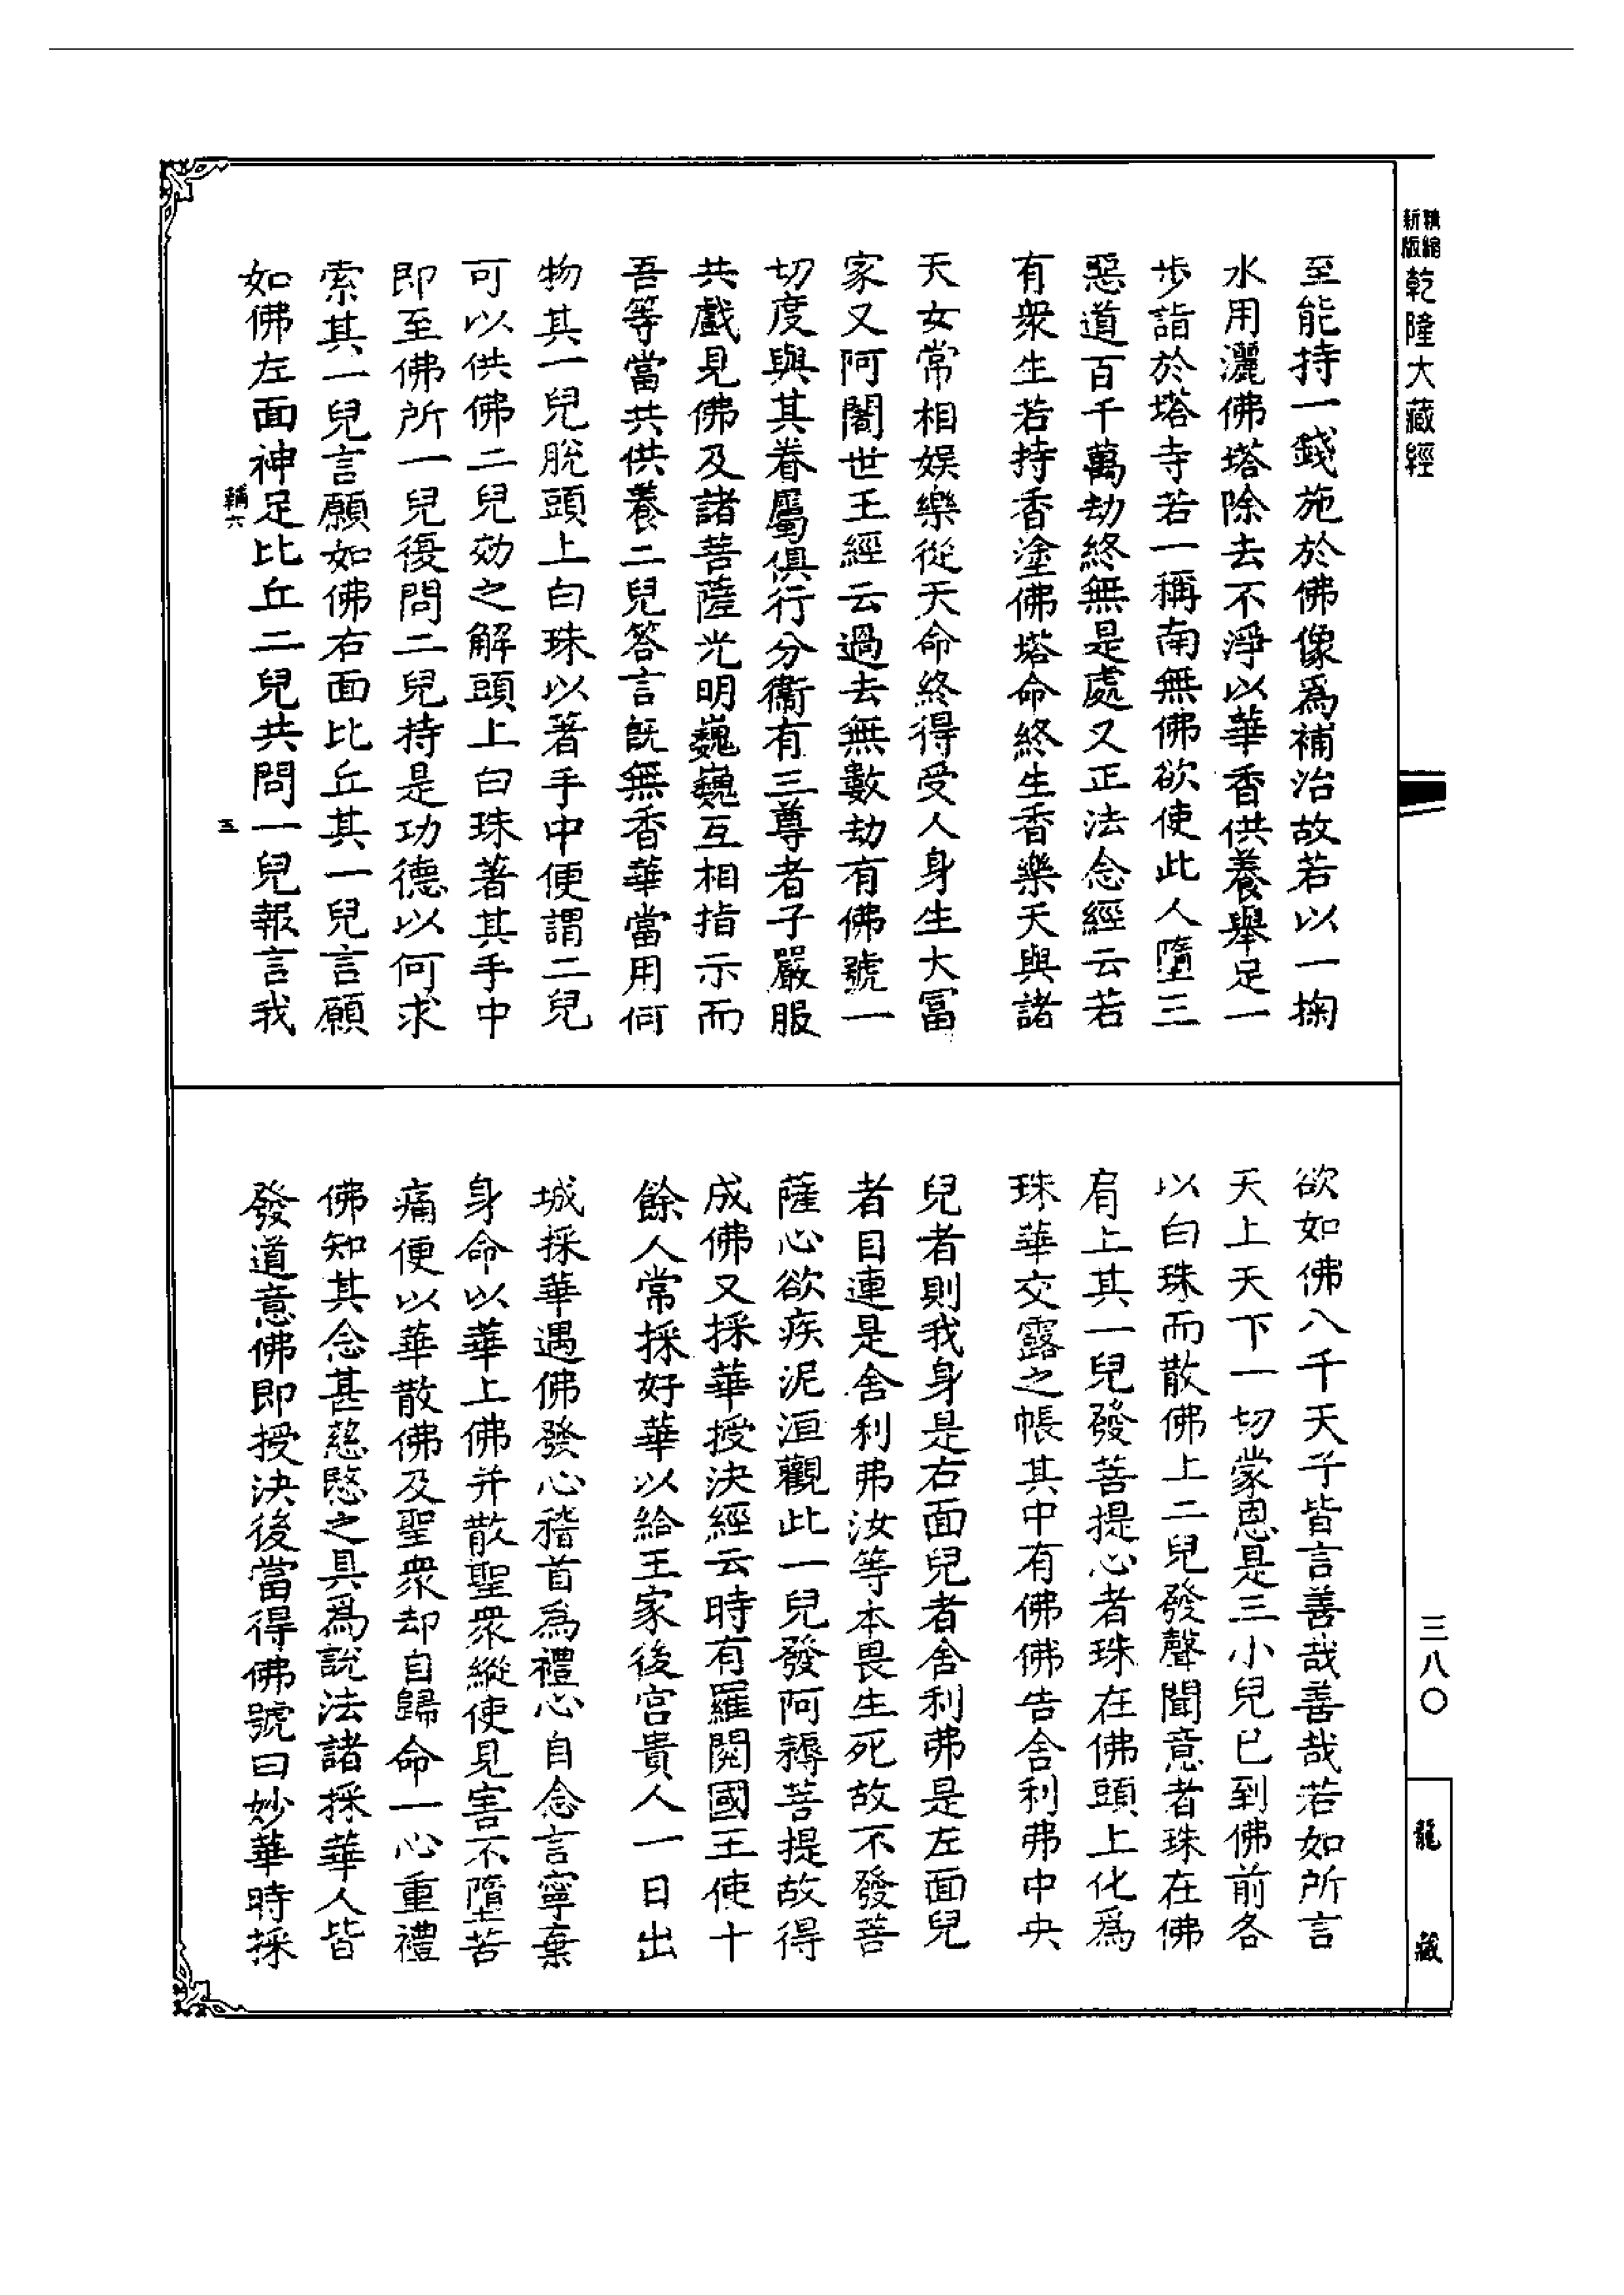 精縮
新版
乾隆大藏經
至能持一錢施於佛像爲補治故若以一掬
水用灑佛塔除去不淨以華香供養舉足一
步詣於塔寺若一稱南無佛欲使此人墮三
惡道百千萬劫終無是處又正法念經云若
有衆生若持香塗佛塔命終生香樂天與諸
天女常相娛樂從天命終得受人身生大富
家又阿闍世王經云過去無數劫有佛號一
切度與其眷屬俱行分衞有三尊者子嚴服
共戲見佛及諸菩薩光明巍巍互相指示而
吾等當共供養二兒答言既無香華當用何
物其一兒脫頭上白珠以著手中便謂二兒
可以供佛二兒効之解頭上白珠著其手中
即至佛所一兒復問二兒持是功德以何求
索其一兒言願如佛右面比丘其一兒言願
如佛左面神足比丘二兒共問一兒報言我
五
欲如佛八千天子皆言善哉善哉若如所言
天上天下一切蒙恩是三小兒已到佛前各
以白珠而散佛上二兒發聲聞意者珠在佛
肩上其一兒發菩提心者珠在佛頭上化爲
珠華交露之帳其中有佛佛告舍利弗中央
兒者則我身是右面兒者舍利弗是左面兒
者目連是舍利弗汝等本畏生死故不發菩
薩心欲疾泥洹觀此一兒發阿耨菩提故得
成佛又採華授決經云時有羅閱國王使十
餘人常採好華以給王家後宮貴人一日出
城採華遇佛發心稽首爲禮心自念言寧棄
身命以華上佛并散聖衆縱使見害不墮苦
痛便以華散佛及聖衆却自歸命一心重禮
佛知其念甚慈愍之具爲說法諸採華人皆
發道意佛即授決後當得佛號曰妙華時採
三八〇
龍藏